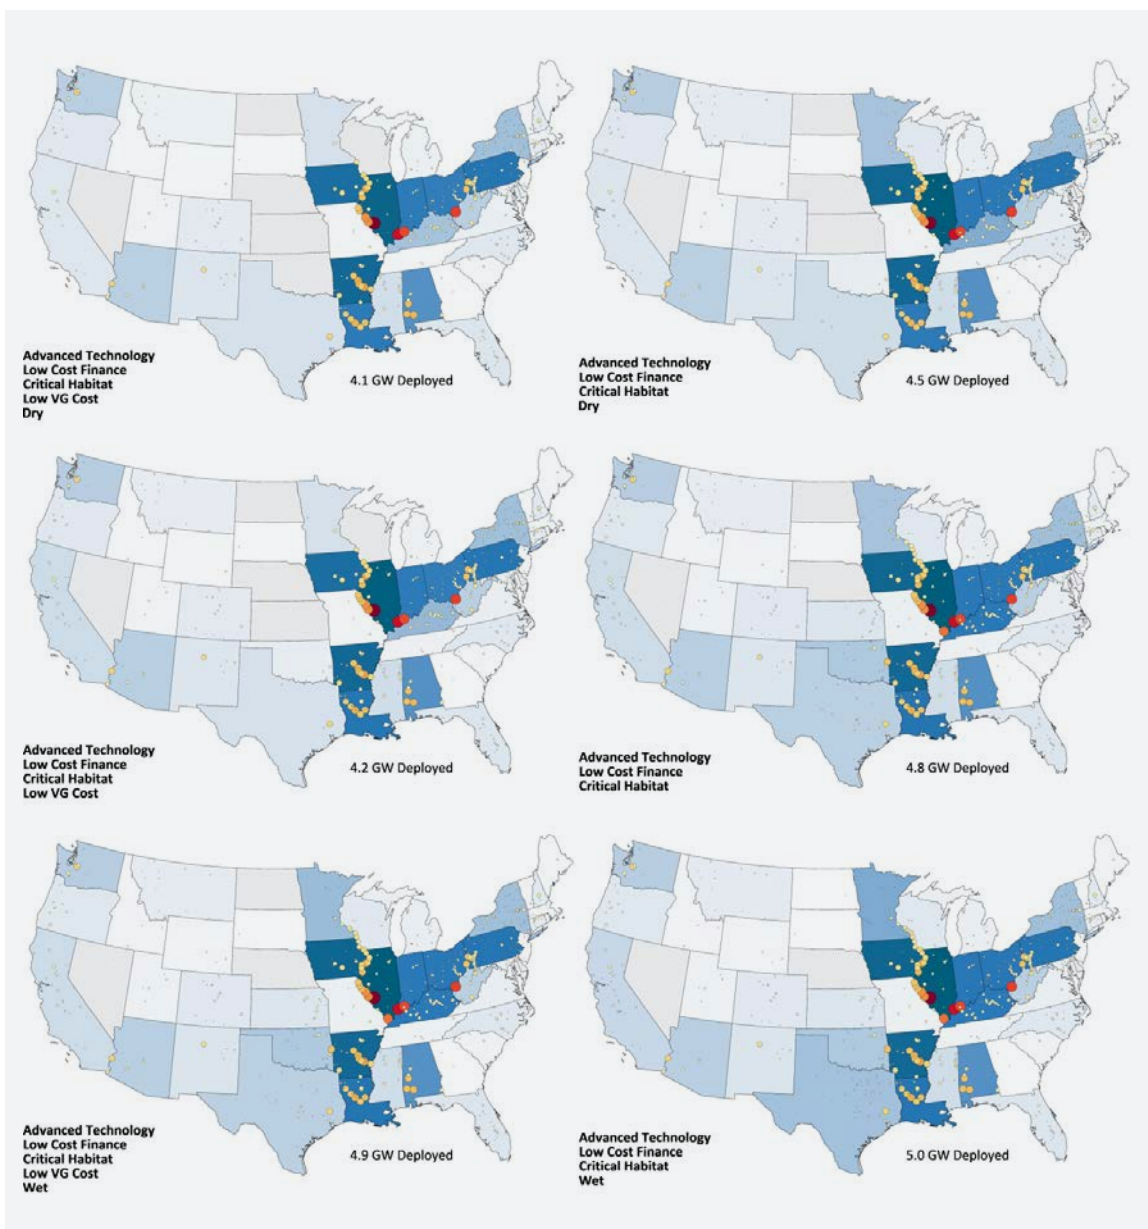 Advanced Technology
Low Cost Finance
Critical Habitat
Low VG Cost
Dry
4.1 GW Deployed
Advanced Technology
Low Cost Finance
Critical Habitat
Dry
4.5 GW Deployed
Advanced Technology
Low Cost Finance
Critical Habitat
Low VG Cost
4.2 GW Deployed
Advanced Technology
Low Cost Finance
Critical Habitat
4.8 GW Deployed
Advanced Technology
Low Cost Finance
Critical Habitat
Low VG Cost
Wet
4.9 GW Deployed
Advanced Technology
Low Cost Finance
Critical Habitat
Wet
5.0 GW Deployed